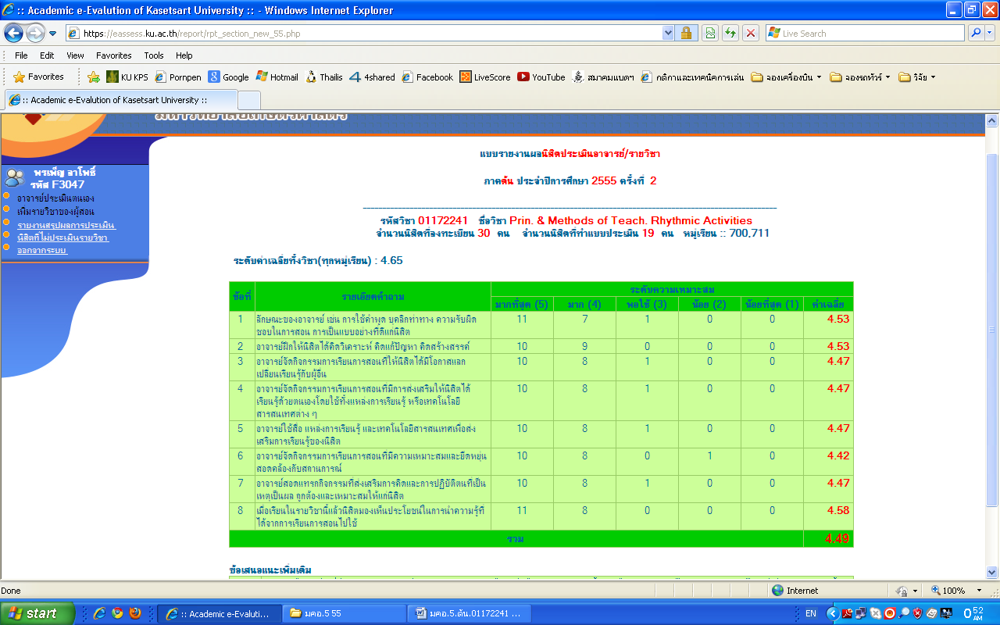 :: Academic e-Evalution of Kasetsart University :: - Windows Internet Explorer
https://eassess.ku.ac.th/report/rpt_section_new_55.php
Live Search
File Edit View Favorites Tools Help
Favorites KU KPS Pornpen Google Hotmail Thailis 4shared Facebook LiveScore YouTube สมาคมแบดฯ กติกาและเทคนิคการเล่น จองเครื่องบิน จองรถทัวร์ วิจัย
:: Academic e-Evalution of Kasetsart University ::
มหาวิทยาลัยเกษตรศาสตร์
พรเพ็ญ ลาโพธิ์
รหัส F3047
อาจารย์ประเมินตนเอง
เพิ่มรายวิชาของผู้สอน
รายงานสรุปผลการประเมิน
นิสิตที่ไม่ประเมินรายวิชา
ออกจากระบบ
แบบรายงานผลนิสิตประเมินอาจารย์/รายวิชา
ภาคต้น ประจำปีการศึกษา 2555 ครั้งที่ 2
รหัสวิชา 01172241 ชื่อวิชา Prin. & Methods of Teach. Rhythmic Activities
จำนวนนิสิตที่ลงทะเบียน 30 คน จำนวนนิสิตที่ทำแบบประเมิน 19 คน หมู่เรียน :: 700,711
ระดับค่าเฉลี่ยทั้งวิชา(ทุกหมู่เรียน) : 4.65
ข้อที่ รายเอียดคำถาม ระดับความเหมาะสม
มากที่สุด (5) มาก (4) พอใช้ (3) น้อย (2) น้อยที่สุด (1) ค่าเฉลี่ย
1 ลักษณะของอาจารย์ เช่น การใช้คำพูด บุคลิกท่าทาง ความรับผิด 11 7 1 0 0 4.53
ชอบในการสอน การเป็นแบบอย่างที่ดีแก่นิสิต
2 อาจารย์ฝึกให้นิสิตได้คิดวิเคราะห์ คิดแก้ปัญหา คิดสร้างสรรค์ 10 9 0 0 0 4.53
3 อาจารย์จัดกิจกรรมการเรียนการสอนที่ให้นิสิตได้มีโอกาสแลก 10 8 1 0 0 4.47
เปลี่ยนเรียนรู้กับผู้อื่น
4 อาจารย์จัดกิจกรรมการเรียนการสอนที่มีการส่งเสริมให้นิสิตได้ 10 8 1 0 0 4.47
เรียนรู้ด้วยตนเองโดยใช้ทั้งแหล่งการเรียนรู้ หรือเทคโนโลยี
สารสนเทศต่าง ๆ
5 อาจารย์ใช้สื่อ แหล่งการเรียนรู้ และเทคโนโลยีสารสนเทศเพื่อส่ง 10 8 1 0 0 4.47
เสริมการเรียนรู้ของนิสิต
6 อาจารย์จัดกิจกรรมการเรียนการสอนที่มีความเหมาะสมและยืดหยุ่น 10 8 0 1 0 4.42
สอดคล้องกับสถานการณ์
7 อาจารย์สอดแทรกกิจกรรมที่ส่งเสริมการคิดและการปฏิบัติตนที่เป็น 10 8 1 0 0 4.47
เหตุเป็นผล ถูกต้องและเหมาะสมให้แก่นิสิต
8 เมื่อเรียนในรายวิชานี้แล้วนิสิตมองเห็นประโยชน์ในการนำความรู้ที่ 11 8 0 0 0 4.58
ได้จากการเรียนการสอนไปใช้
รวม 4.49
ข้อเสนอแนะเพิ่มเติม
Done Internet 100%
start :: Academic e-Evaluti... มคอ.5 55 มคอ.5.ต้น.01172241 ... EN 0:52 AM